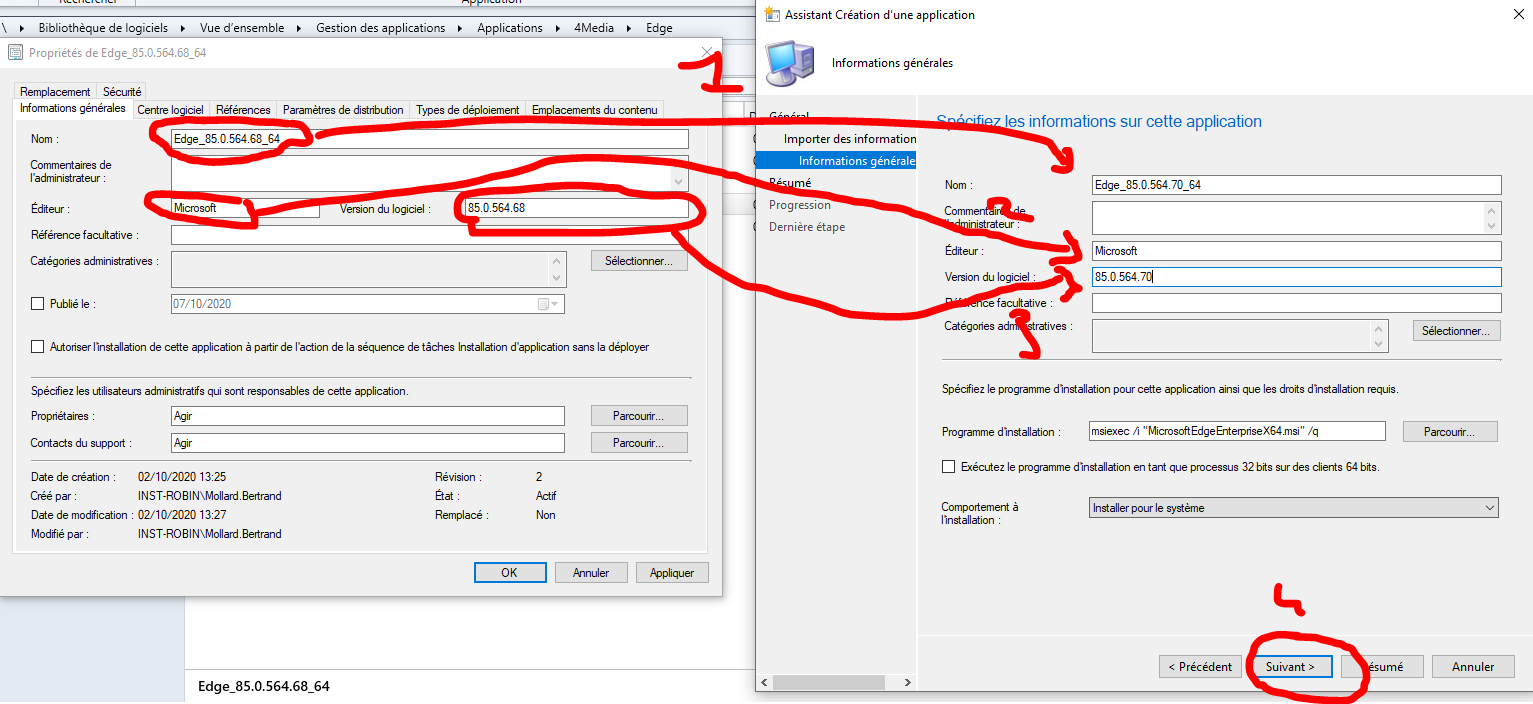 Rechercher
Application
\ ▸ Bibliothèque de logiciels ▸ Vue d'ensemble ▸ Gestion des applications ▸ Applications ▸ 4Media ▸ Edge
Propriétés de Edge_85.0.564.68_64
1
Remplacement Sécurité
Informations générales Centre logiciel Références Paramètres de distribution Types de déploiement Emplacements du contenu
Nom : Edge_85.0.564.68_64
Commentaires de
l'administrateur :
Éditeur : Microsoft Version du logiciel : 85.0.564.68
Référence facultative :
Catégories administratives : Sélectionner...
Publié le : 07/10/2020
Autoriser l'installation de cette application à partir de l'action de la séquence de tâches Installation d'application sans la déployer
Spécifiez les utilisateurs administratifs qui sont responsables de cette application.
Propriétaires : Agir Parcourir...
Contacts du support : Agir Parcourir...
Date de création : 02/10/2020 13:25 Révision : 2
Créé par : INST-ROBIN\Mollard.Bertrand État : Actif
Date de modification : 02/10/2020 13:27 Remplacé : Non
Modifié par : INST-ROBIN\Mollard.Bertrand
OK Annuler Appliquer
Edge_85.0.564.68_64
Assistant Création d'une application
Informations générales
Général
Importer des information
Informations générale
Résumé
Progression
Dernière étape
Spécifiez les informations sur cette application
Nom : Edge_85.0.564.70_64
2
Commentaires de
l'administrateur :
Éditeur : Microsoft
Version du logiciel : 85.0.564.70
Référence facultative :
3
Catégories administratives : Sélectionner...
Spécifiez le programme d'installation pour cette application ainsi que les droits d'installation requis.
Programme d'installation : msiexec /i "MicrosoftEdgeEnterpriseX64.msi" /q Parcourir...
Exécutez le programme d'installation en tant que processus 32 bits sur des clients 64 bits.
Comportement à
l'installation : Installer pour le système
4
< Précédent Suivant > Résumé Annuler